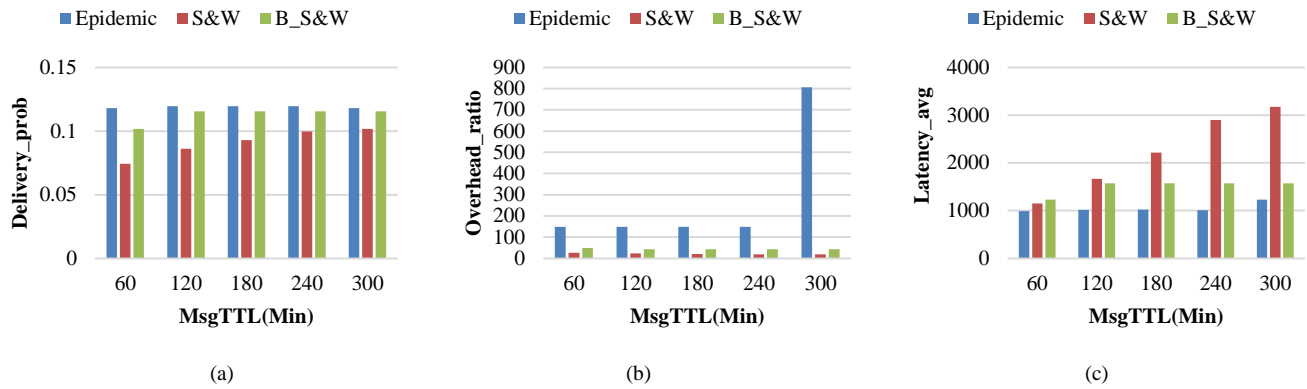 Epidemic S&W B_S&W
0.15
0.1
0.05
0
Delivery_prob
60 120 180 240 300
MsgTTL(Min)
(a)
Epidemic S&W B_S&W
900
800
700
600
500
400
300
200
100
0
Overhead_ratio
60 120 180 240 300
MsgTTL(Min)
(b)
Epidemic S&W B_S&W
4000
3000
2000
1000
0
Latency_avg
60 120 180 240 300
MsgTTL(Min)
(c)